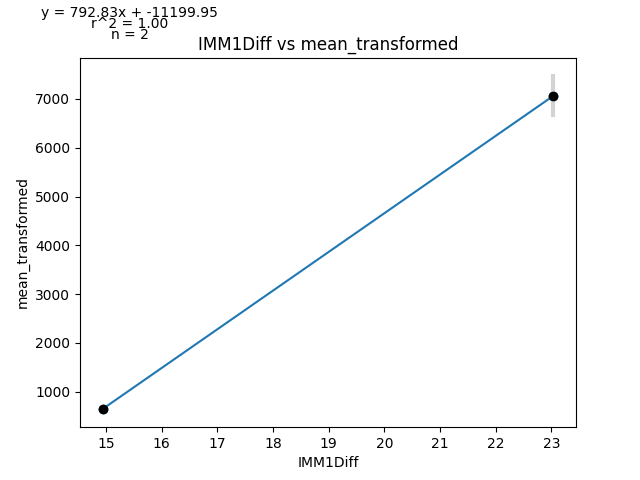 y = 792.83x + -11199.95
r^2 = 1.00
n = 2
IMM1Diff vs mean_transformed
mean_transformed
7000
6000
5000
4000
3000
2000
1000
15 16 17 18 19 20 21 22 23
IMM1Diff